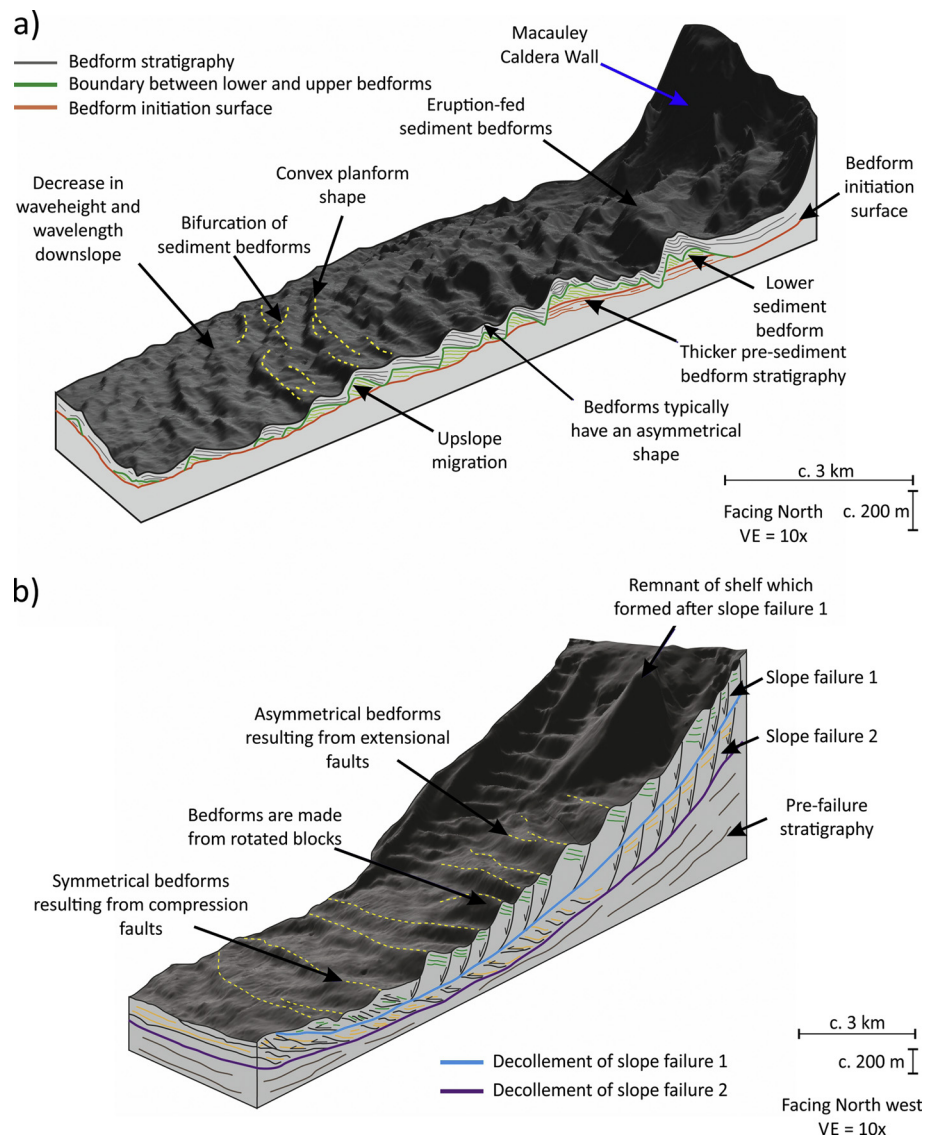 a)
Bedform stratigraphy
Boundary between lower and upper bedforms
Bedform initiation surface
Macauley
Caldera Wall
Eruption-fed
sediment bedforms
Convex planform
shape
Decrease in
waveheight and
wavelength
downslope
Bifurcation of
sediment bedforms
Bedform
initiation
surface
Lower
sediment
bedform
Thicker pre-sediment
bedform stratigraphy
Bedforms typically
have an asymmetrical
shape
Upslope
migration
c. 3 km
c. 200 m
Facing North
VE = 10x
b)
Remnant of shelf which
formed after slope failure 1
Slope failure 1
Slope failure 2
Pre-failure
stratigraphy
Asymmetrical bedforms
resulting from extensional
faults
Bedforms are made
from rotated blocks
Symmetrical bedforms
resulting from compression
faults
Decollement of slope failure 1
Decollement of slope failure 2
c. 3 km
c. 200 m
Facing North west
VE = 10x